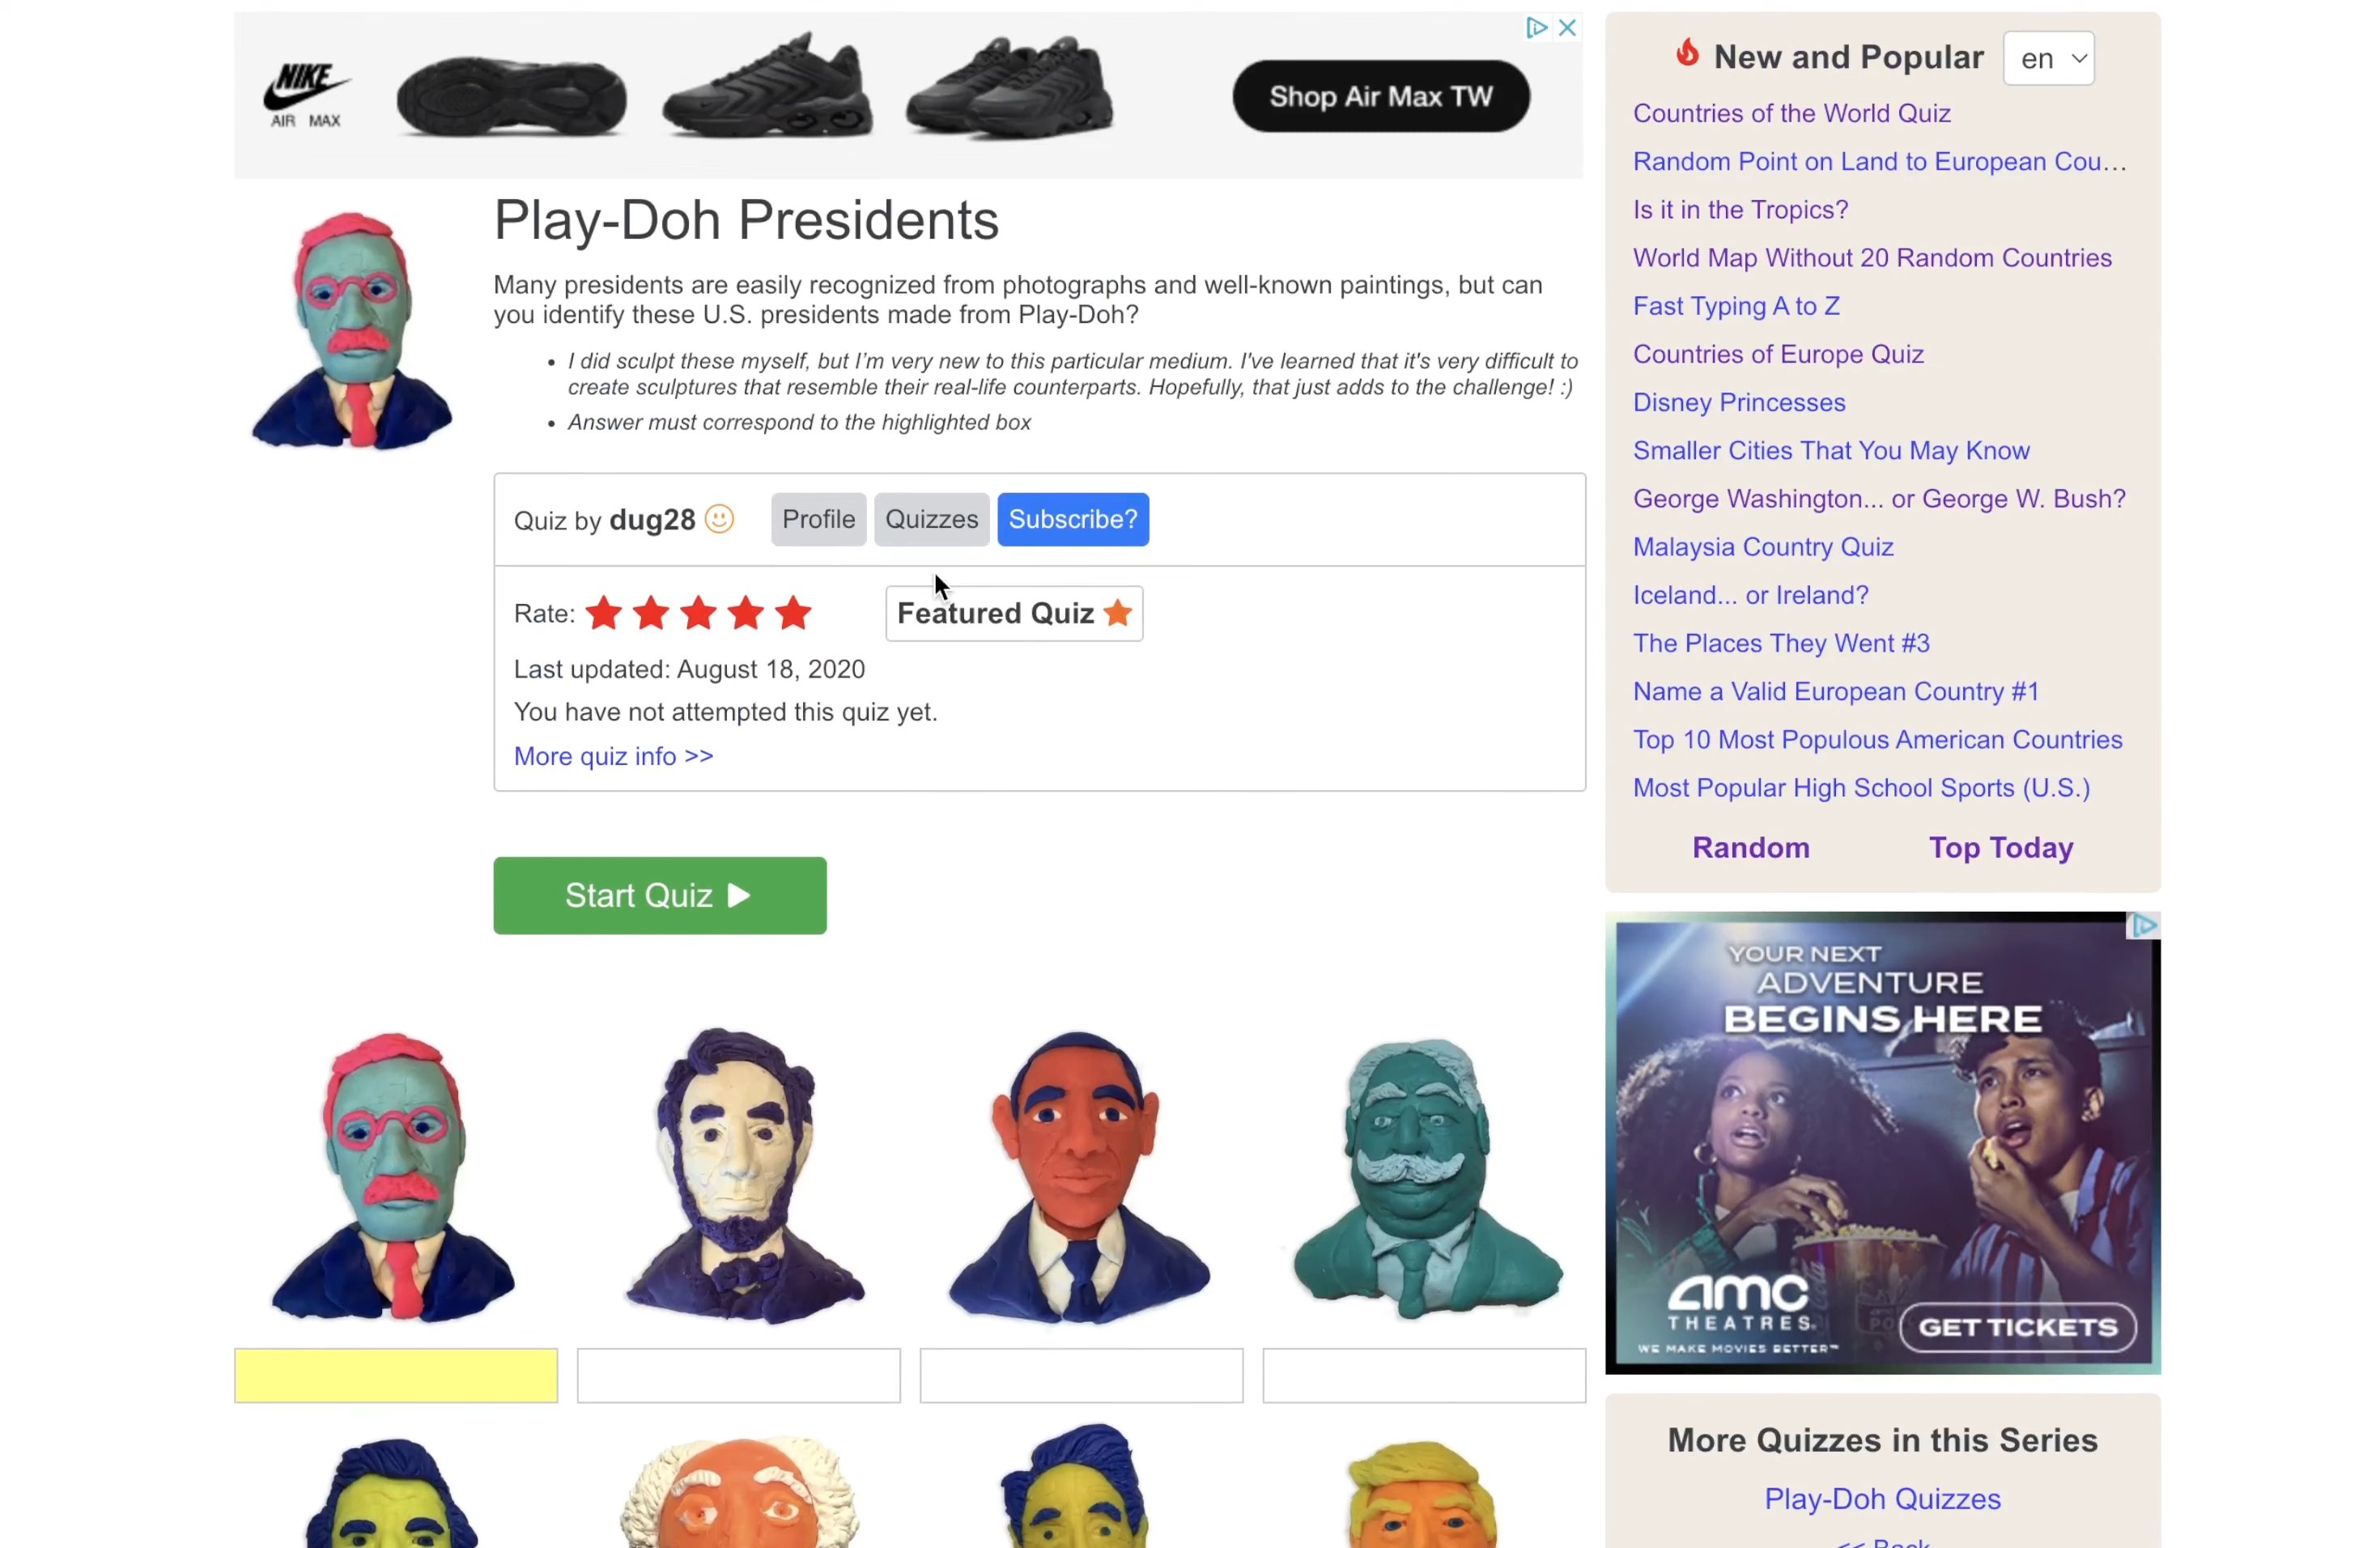 NIKE
AIR MAX
Shop Air Max TW
Play-Doh Presidents
Many presidents are easily recognized from photographs and well-known paintings, but can
you identify these U.S. presidents made from Play-Doh?
• I did sculpt these myself, but I’m very new to this particular medium. I've learned that it's very difficult to
create sculptures that resemble their real-life counterparts. Hopefully, that just adds to the challenge! :)
• Answer must correspond to the highlighted box
Quiz by dug28
Profile
Quizzes
Subscribe?
Rate:
Featured Quiz
Last updated: August 18, 2020
You have not attempted this quiz yet.
More quiz info >>
Start Quiz
New and Popular
en
Countries of the World Quiz
Random Point on Land to European Cou…
Is it in the Tropics?
World Map Without 20 Random Countries
Fast Typing A to Z
Countries of Europe Quiz
Disney Princesses
Smaller Cities That You May Know
George Washington... or George W. Bush?
Malaysia Country Quiz
Iceland... or Ireland?
The Places They Went #3
Name a Valid European Country #1
Top 10 Most Populous American Countries
Most Popular High School Sports (U.S.)
Random
Top Today
YOUR NEXT
ADVENTURE
BEGINS HERE
amc
THEATRES.
WE MAKE MOVIES BETTER™
GET TICKETS
More Quizzes in this Series
Play-Doh Quizzes